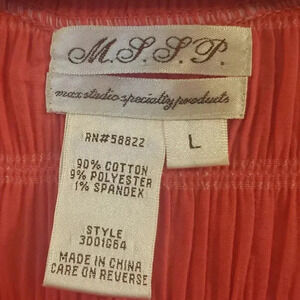 M.S.S.P.
max studio specialty products
RN#58822
L
90% COTTON
9% POLYESTER
1% SPANDEX
STYLE
3D01G64
MADE IN CHINA
CARE ON REVERSE